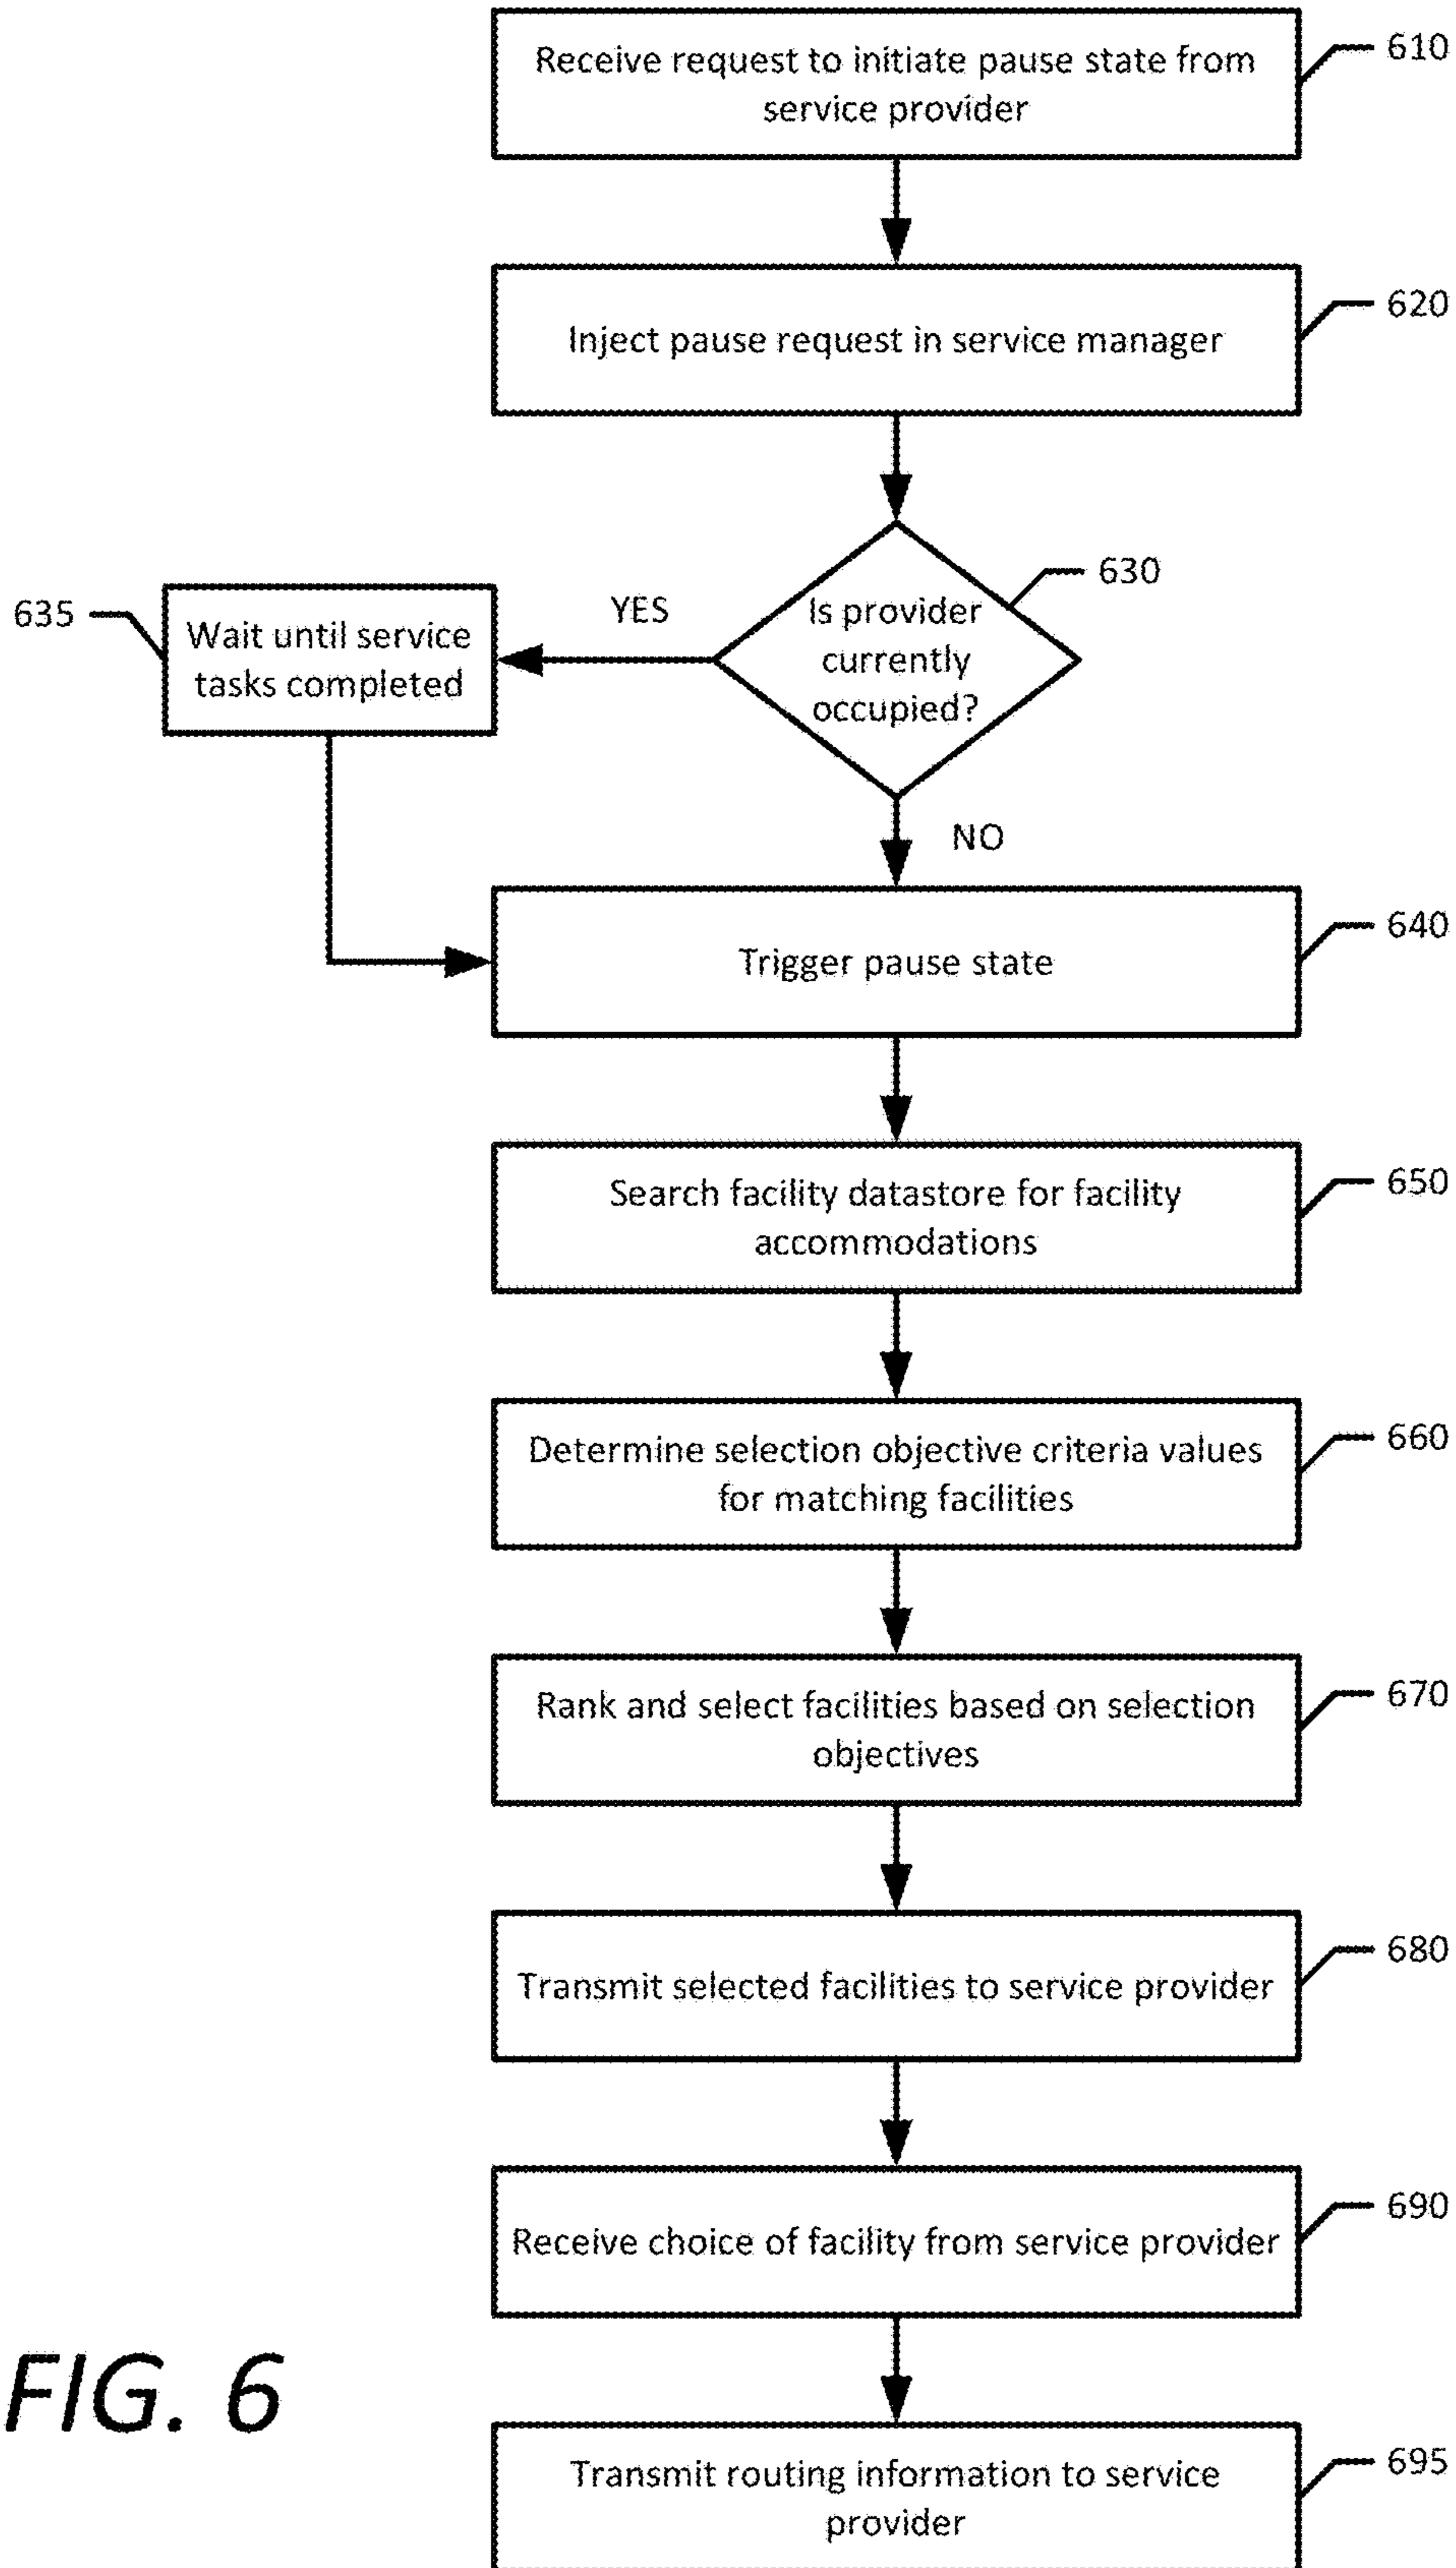 Receive request to initiate pause state from
service provider
610
Inject pause request in service manager
620
630
Is provider
currently
occupied?
YES
635
Wait until service
tasks completed
NO
Trigger pause state
640
Search facility datastore for facility
accommodations
650
Determine selection objective criteria values
for matching facilities
660
Rank and select facilities based on selection
objectives
670
Transmit selected facilities to service provider
680
Receive choice of facility from service provider
690
Transmit routing information to service
provider
695
FIG. 6